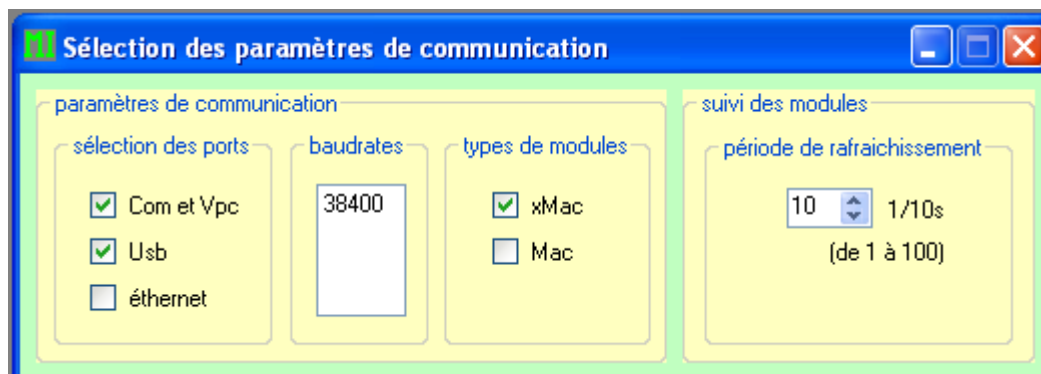 MI Sélection des paramètres de communication
paramètres de communication
suivi des modules
sélection des ports
baudrates
types de modules
période de rafraichissement
Com et Vpc
38400
xMac
10
1/10s
Usb
Mac
(de 1 à 100)
éthernet